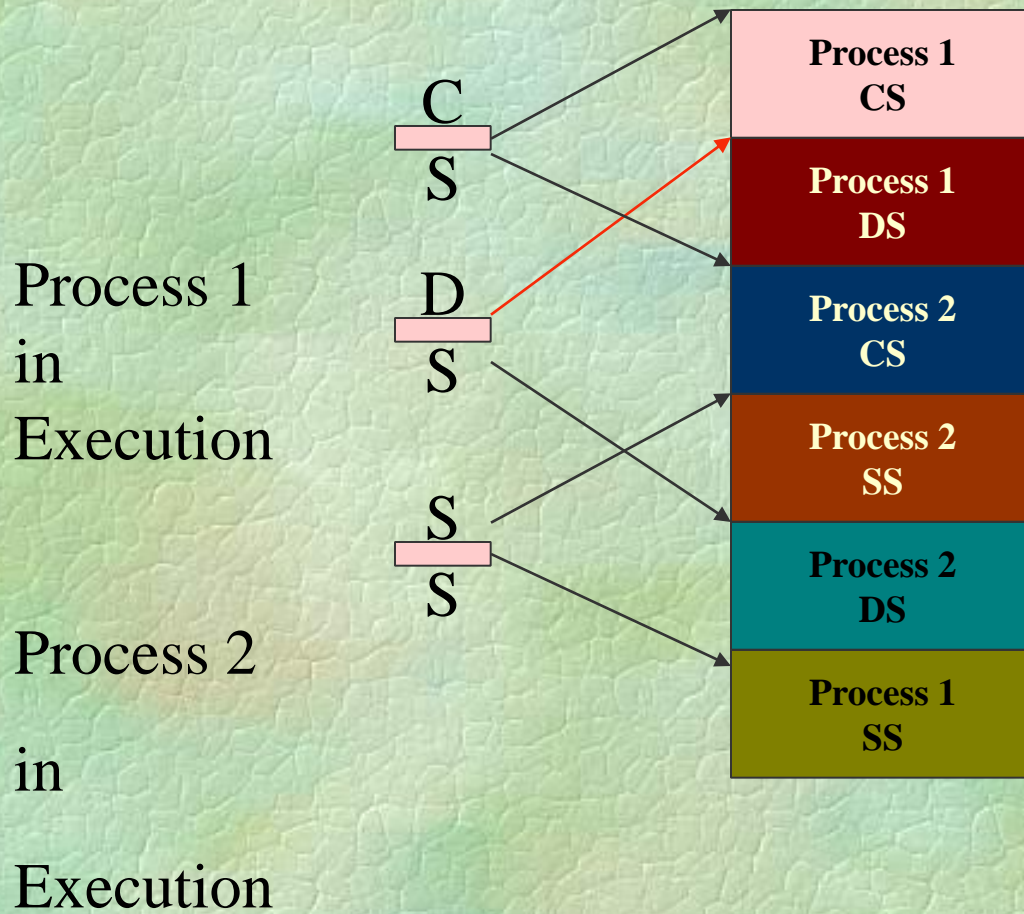 Process 1
in
Execution
Process 2
in
Execution
C
S
D
S
S
S
Process 1
CS
Process 1
DS
Process 2
CS
Process 2
SS
Process 2
DS
Process 1
SS